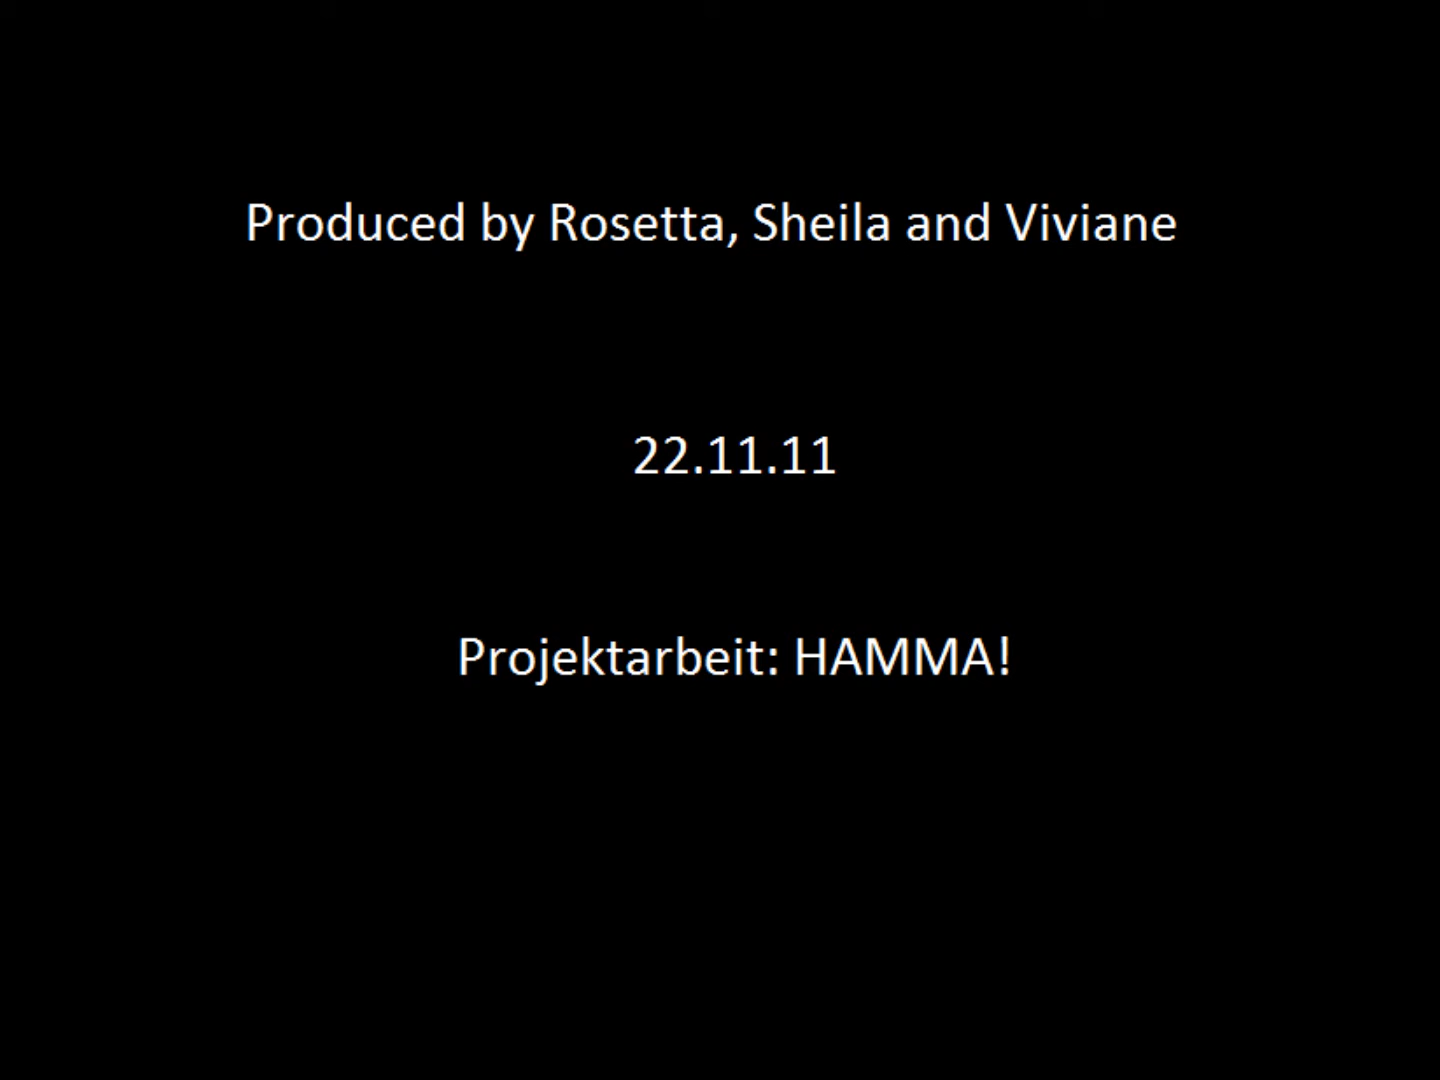 Produced by Rosetta, Sheila and Viviane
22.11.11
Projektarbeit: HAMMA!